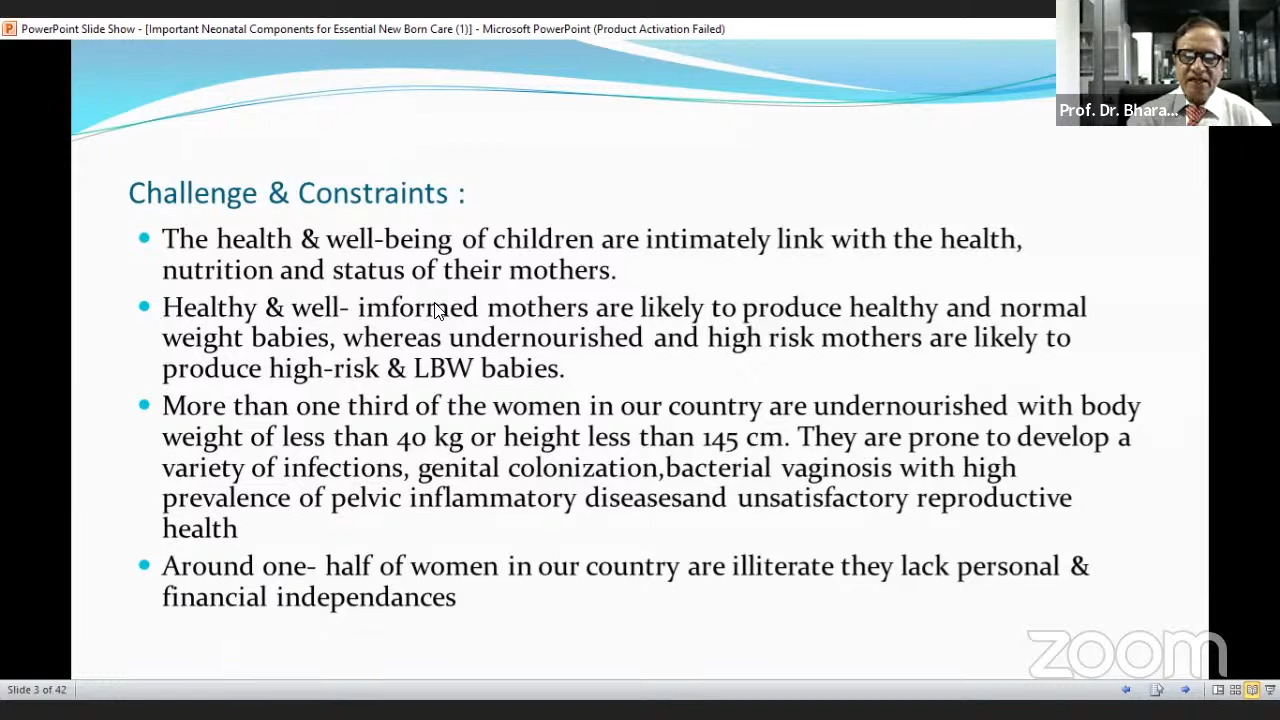 PowerPoint Slide Show - [Important Neonatal Components for Essential New Born Care (1)] - Microsoft PowerPoint (Product Activation Failed)
Prof. Dr. Bhara...
Challenge & Constraints :
The health & well-being of children are intimately link with the health,
nutrition and status of their mothers.
Healthy & well- imformed mothers are likely to produce healthy and normal
weight babies, whereas undernourished and high risk mothers are likely to
produce high-risk & LBW babies.
More than one third of the women in our country are undernourished with body
weight of less than 40 kg or height less than 145 cm. They are prone to develop a
variety of infections, genital colonization,bacterial vaginosis with high
prevalence of pelvic inflammatory diseasesand unsatisfactory reproductive
health
Around one- half of women in our country are illiterate they lack personal &
financial independances
zoom
Slide 3 of 42